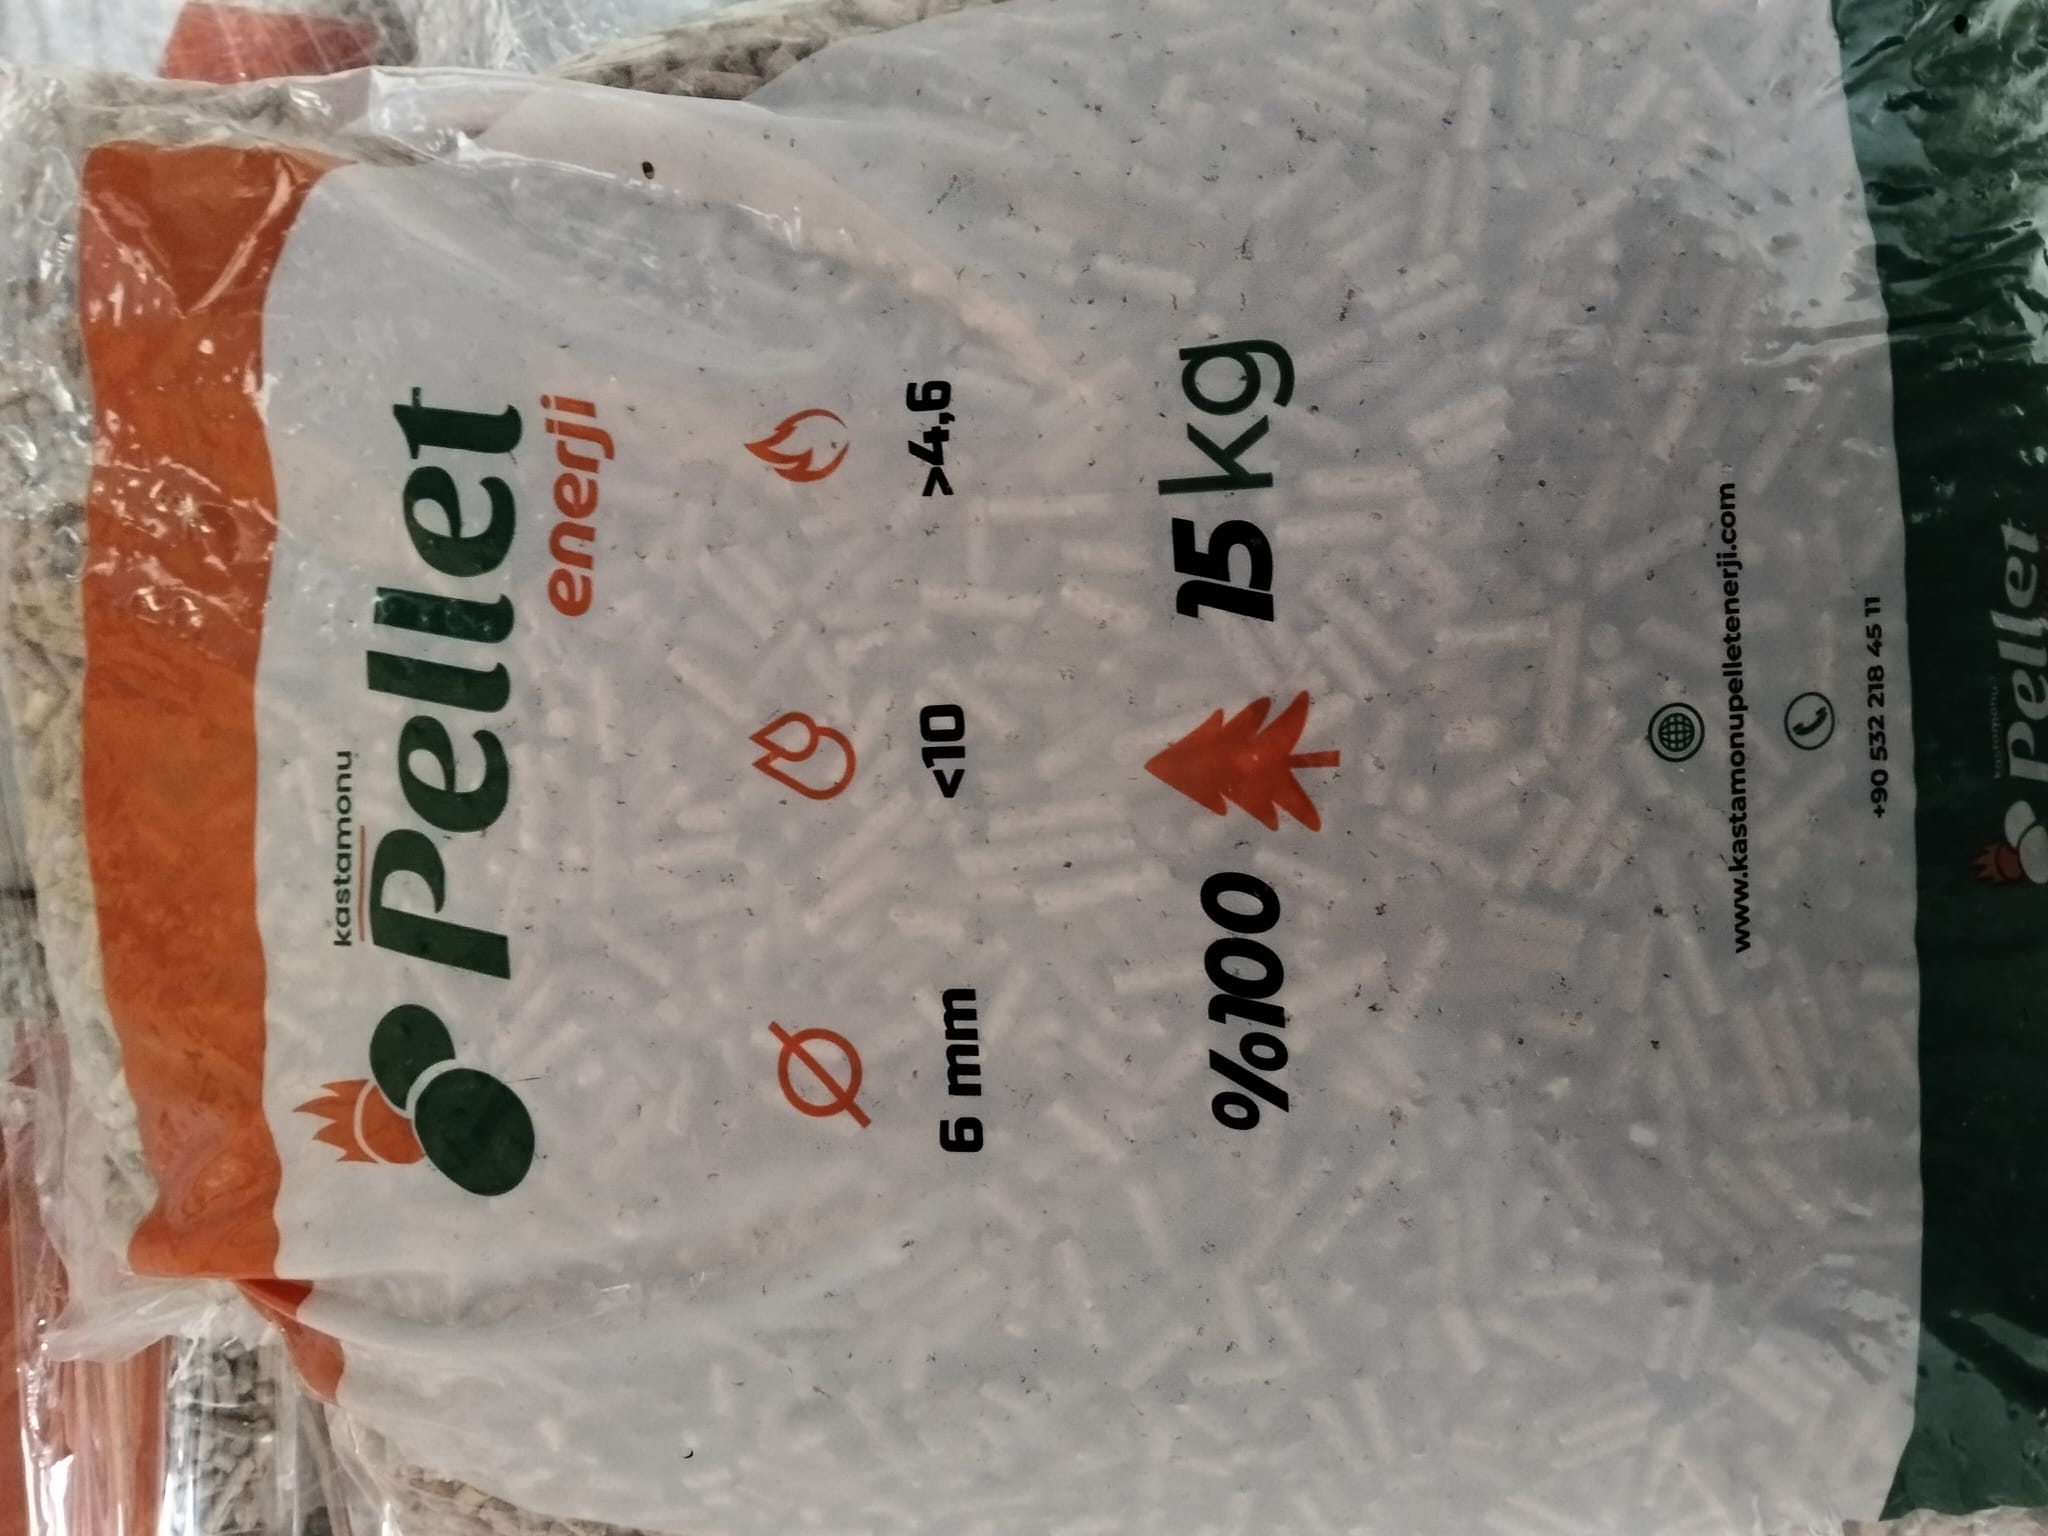 kastamonu
Pellet
enerji
6 mm
<10
>4,6
%100
15 kg
www.kastamonupelletenerji.com
+90 532 218 45 11
kastamonu
Pellet